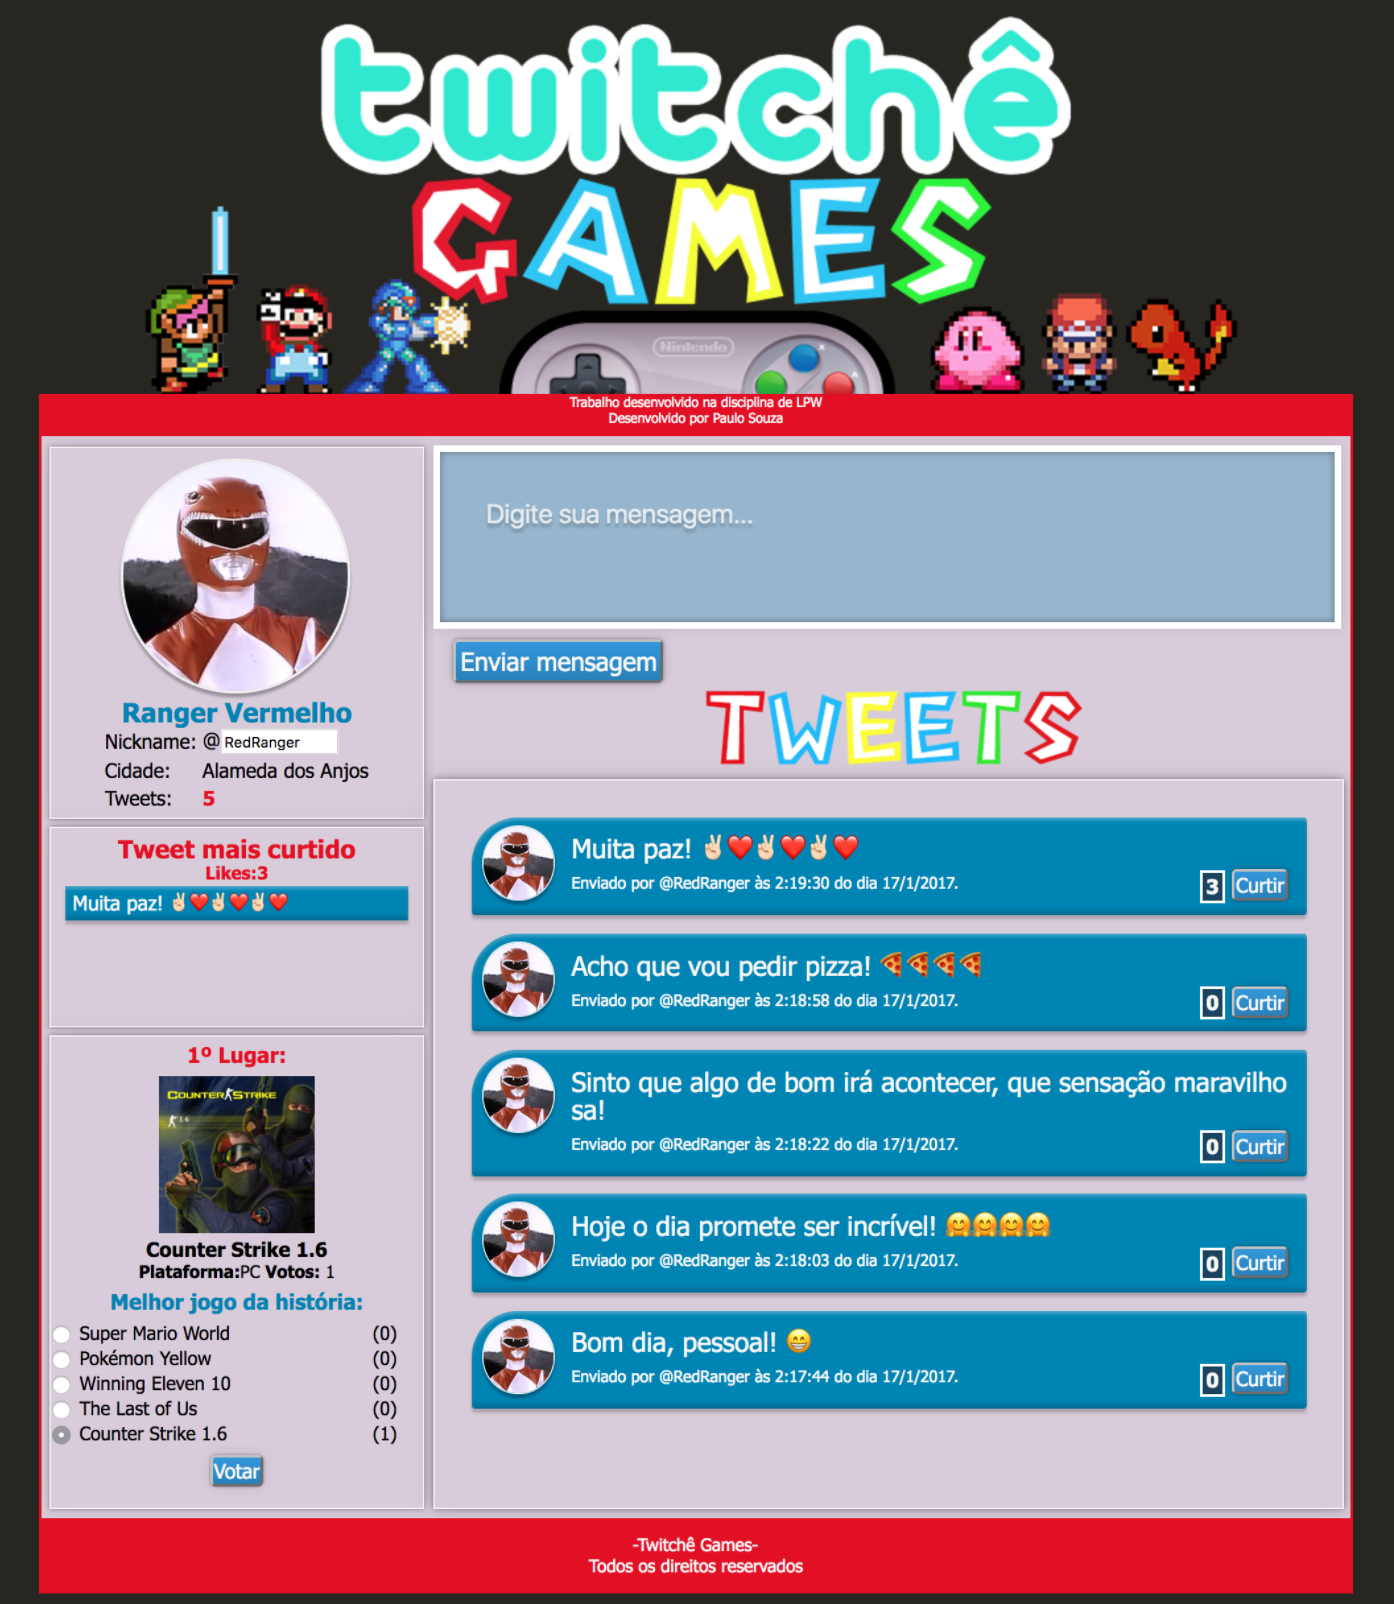 twitchê
GAMES
Nintendo
Trabalho desenvolvido na disciplina de LPW
Desenvolvido por Paulo Souza
Ranger Vermelho
Nickname: @ RedRanger
Cidade: Alameda dos Anjos
Tweets: 5
Tweet mais curtido
Likes:3
Muita paz! ✌🏻❤️✌🏻❤️✌🏻❤️
1º Lugar:
COUNTER STRIKE
1.6
Counter Strike 1.6
Plataforma:PC Votos: 1
Melhor jogo da história:
Super Mario World (0)
Pokémon Yellow (0)
Winning Eleven 10 (0)
The Last of Us (0)
Counter Strike 1.6 (1)
Votar
Digite sua mensagem...
Enviar mensagem
TWEETS
Muita paz! ✌🏻❤️✌🏻❤️✌🏻❤️
Enviado por @RedRanger às 2:19:30 do dia 17/1/2017.
3 Curtir
Acho que vou pedir pizza! 🍕🍕🍕🍕
Enviado por @RedRanger às 2:18:58 do dia 17/1/2017.
0 Curtir
Sinto que algo de bom irá acontecer, que sensação maravilho
sa!
Enviado por @RedRanger às 2:18:22 do dia 17/1/2017.
0 Curtir
Hoje o dia promete ser incrível! 🤗🤗🤗🤗
Enviado por @RedRanger às 2:18:03 do dia 17/1/2017.
0 Curtir
Bom dia, pessoal! 😁
Enviado por @RedRanger às 2:17:44 do dia 17/1/2017.
0 Curtir
-Twitchê Games-
Todos os direitos reservados